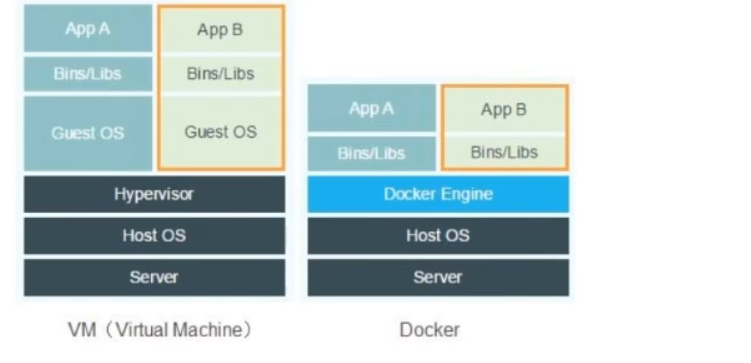 App A
App B
Bins/Libs
Bins/Libs
Guest OS
Guest OS
Hypervisor
Host OS
Server
VM（Virtual Machine）
App A
App B
Bins/Libs
Bins/Libs
Docker Engine
Host OS
Server
Docker